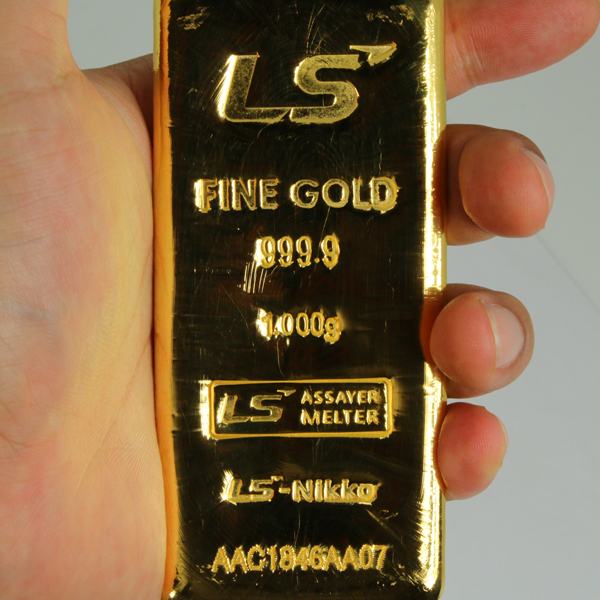 LS
FINE GOLD
999.9
1.000g
LS ASSAYER
MELTER
LS-Nikko
AAC1846AA07